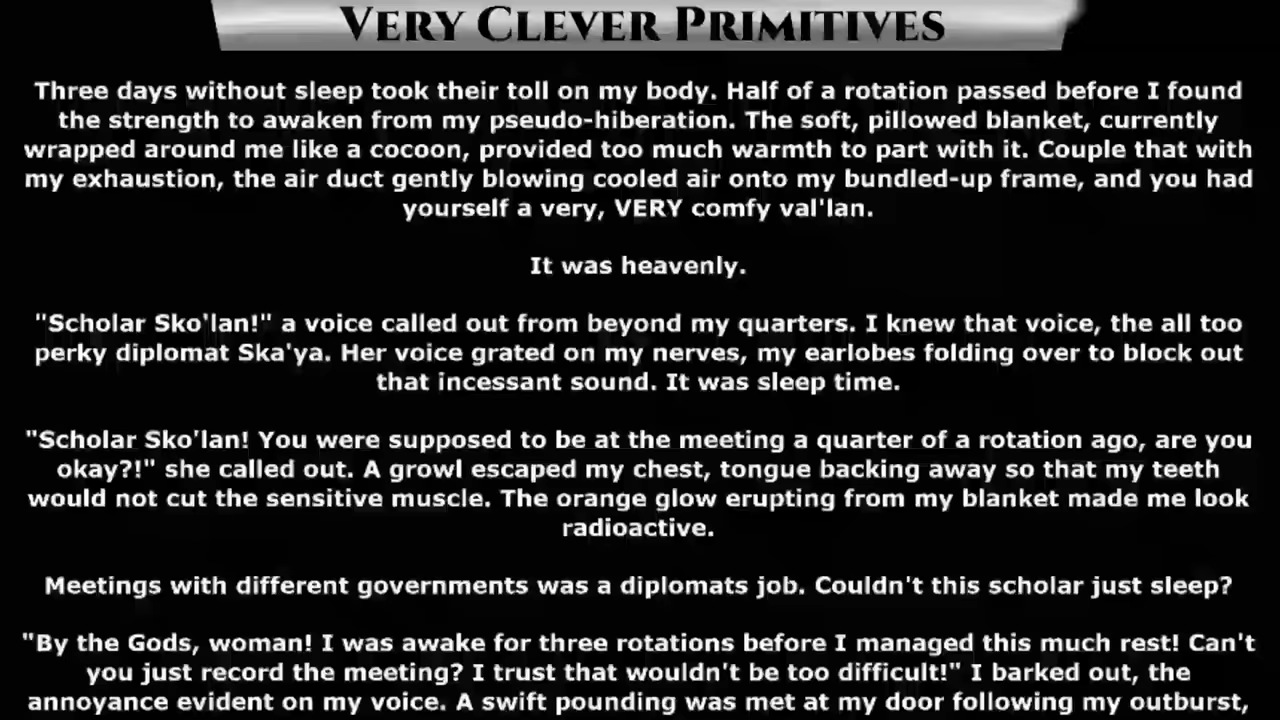 VERY CLEVER PRIMITIVES
Three days without sleep took their toll on my body. Half of a rotation passed before I found
the strength to awaken from my pseudo-hiberation. The soft, pillowed blanket, currently
wrapped around me like a cocoon, provided too much warmth to part with it. Couple that with
my exhaustion, the air duct gently blowing cooled air onto my bundled-up frame, and you had
yourself a very, VERY comfy val'lan.
It was heavenly.
"Scholar Sko'lan!" a voice called out from beyond my quarters. I knew that voice, the all too
perky diplomat Ska'ya. Her voice grated on my nerves, my earlobes folding over to block out
that incessant sound. It was sleep time.
"Scholar Sko'lan! You were supposed to be at the meeting a quarter of a rotation ago, are you
okay?!" she called out. A growl escaped my chest, tongue backing away so that my teeth
would not cut the sensitive muscle. The orange glow erupting from my blanket made me look
radioactive.
Meetings with different governments was a diplomats job. Couldn't this scholar just sleep?
"By the Gods, woman! I was awake for three rotations before I managed this much rest! Can't
you just record the meeting? I trust that wouldn't be too difficult!" I barked out, the
annoyance evident on my voice. A swift pounding was met at my door following my outburst,